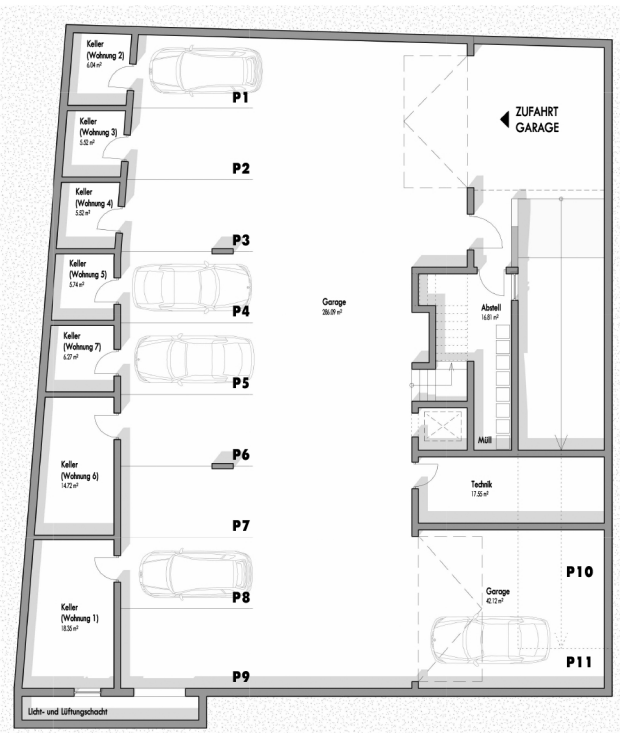 Keller
(Wohnung 2)
6.04 m²
P1
ZUFAHRT
GARAGE
Keller
(Wohnung 3)
5.52 m²
P2
Keller
(Wohnung 4)
5.52 m²
P3
Keller
(Wohnung 5)
5.74 m²
P4
Garage
286.09 m²
Abstell
16.81 m²
Keller
(Wohnung 7)
6.27 m²
P5
Müll
Keller
(Wohnung 6)
14.72 m²
P6
Technik
17.55 m²
P7
P8
Garage
42.12 m²
P10
Keller
(Wohnung 1)
18.35 m²
P9
P11
Licht- und Lüftungschacht